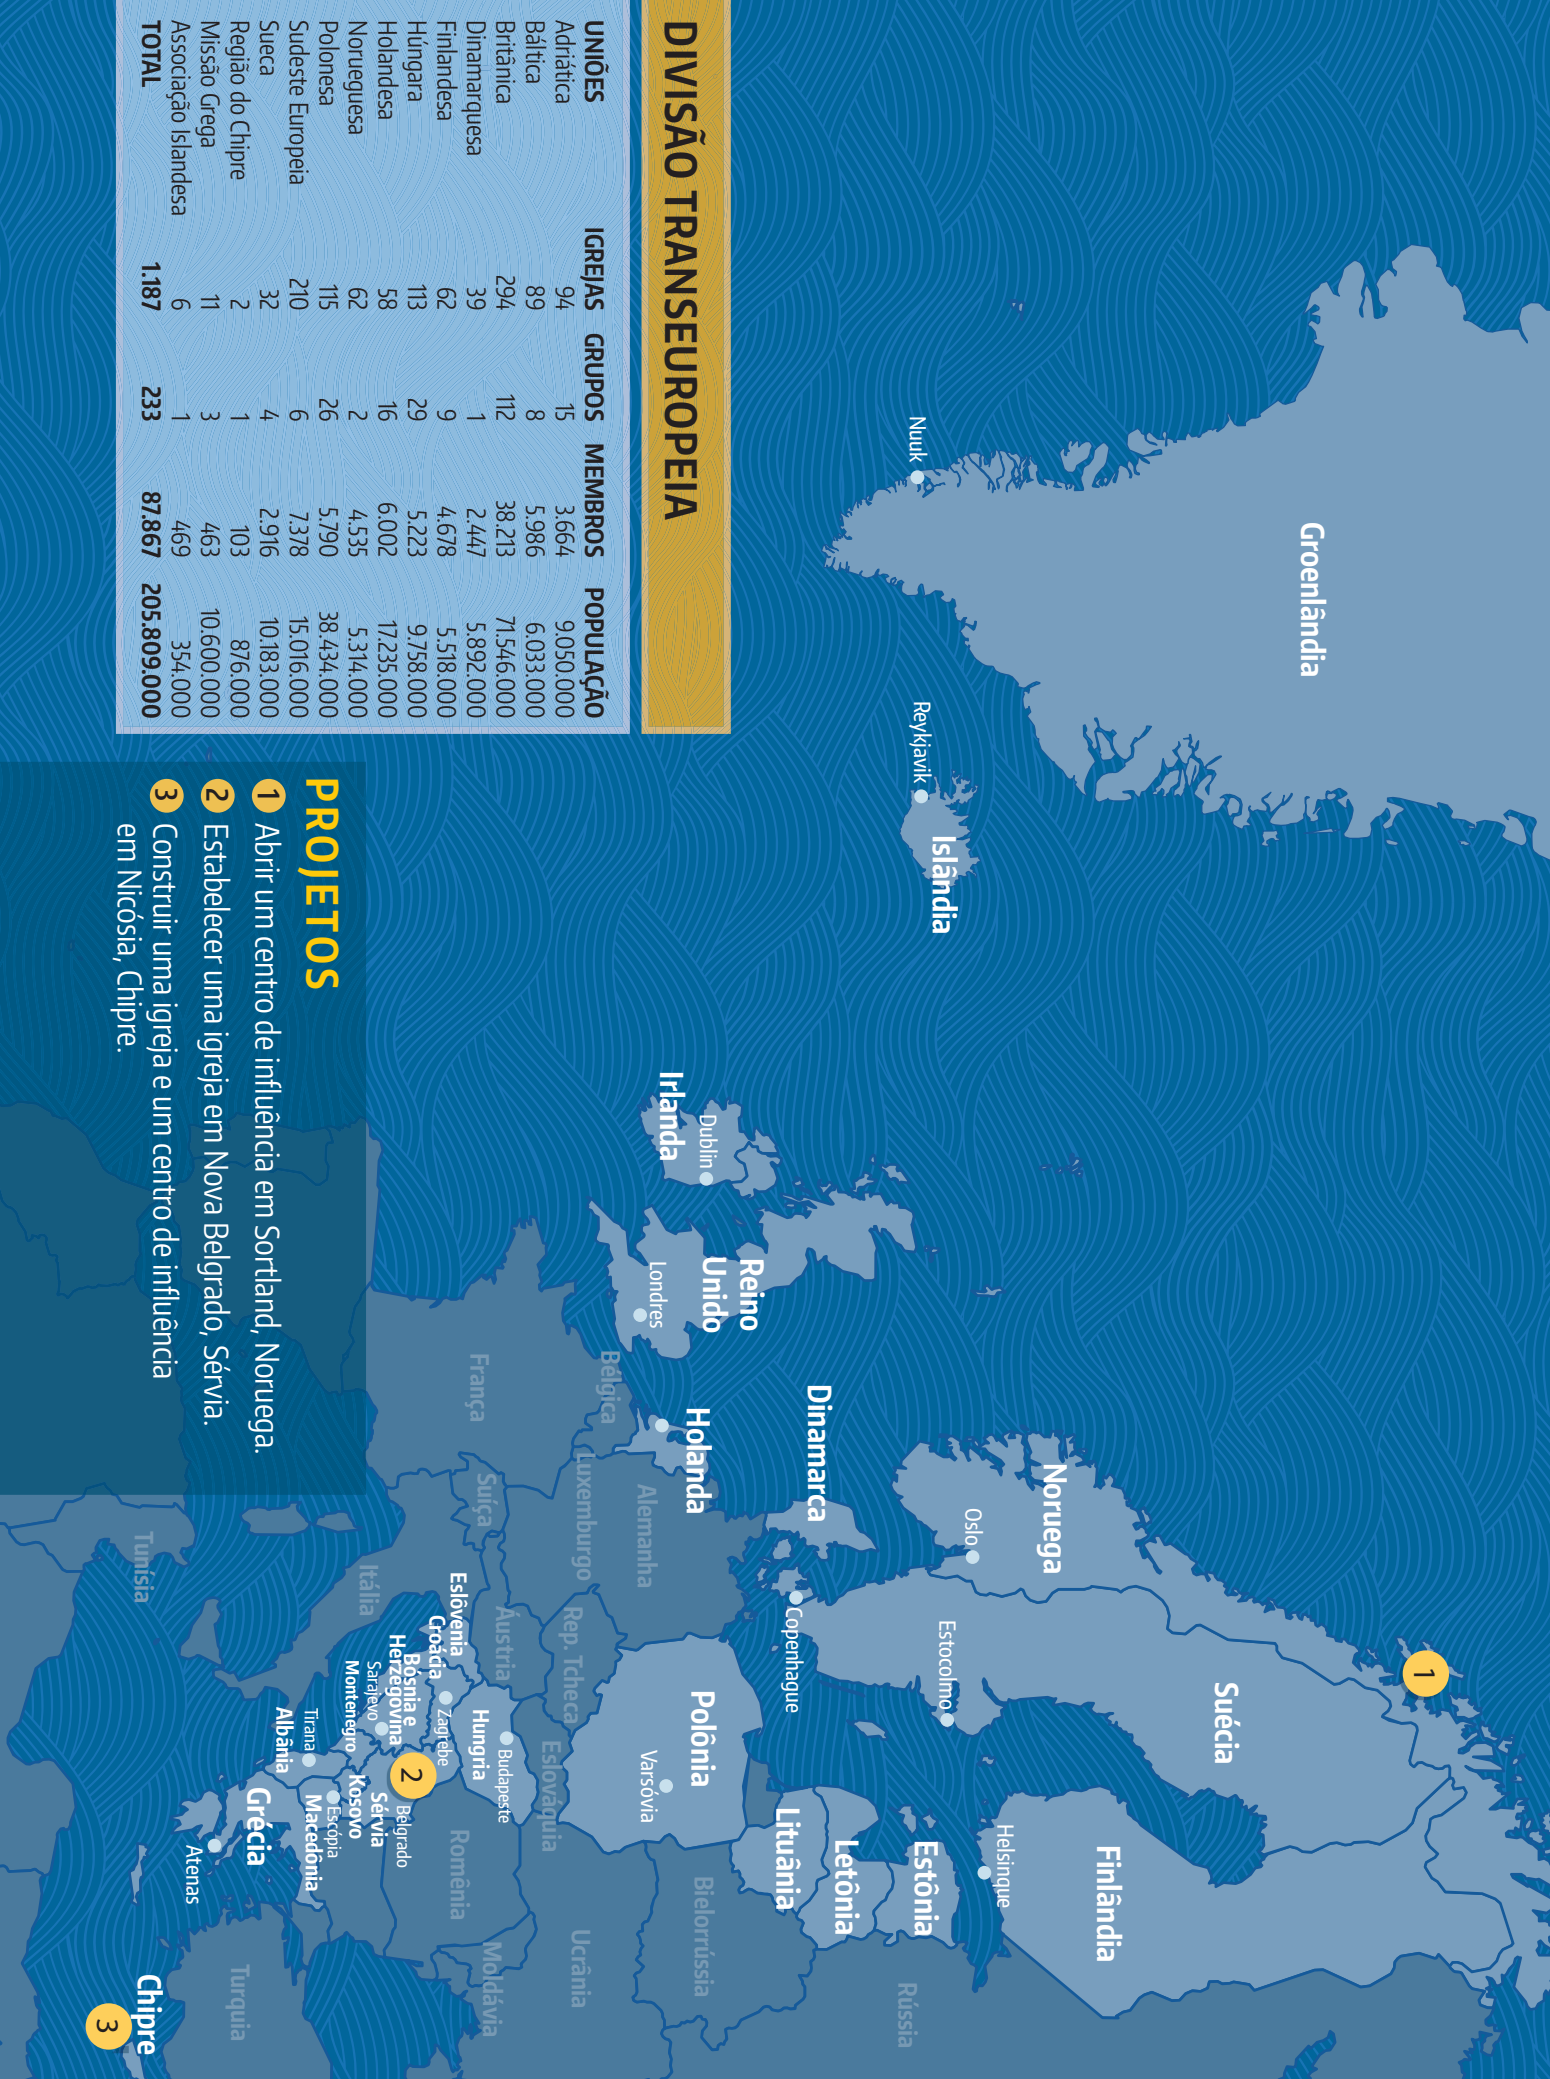 DIVISÃO TRANSEUROPEIA
UNIÕES IGREJAS GRUPOS MEMBROS POPULAÇÃO
Adriática 94 15 3.664 9.050.000
Báltica 89 8 5.986 6.033.000
Britânica 294 112 38.213 71.546.000
Dinamarquesa 39 1 2.447 5.892.000
Finlandesa 62 9 4.678 5.518.000
Húngara 113 29 5.223 9.758.000
Holandesa 58 16 6.002 17.235.000
Norueguesa 62 2 4.535 5.314.000
Polonesa 115 26 5.790 38.434.000
Sudeste Europeia 210 6 7.378 15.016.000
Sueca 32 4 2.916 10.183.000
Região do Chipre 2 1 103 876.000
Missão Grega 11 3 463 10.600.000
Associação Islandesa 6 1 469 354.000
TOTAL 1.187 233 87.867 205.809.000
PROJETOS
1 Abrir um centro de influência em Sortland, Noruega.
2 Estabelecer uma igreja em Nova Belgrado, Sérvia.
3 Construir uma igreja e um centro de influência
em Nicósia, Chipre.
Groenlândia
Nuuk
Reykjavik
Islândia
1
Suécia
Finlândia
Noruega
Oslo
Estocolmo
Helsinque
Estônia
Rússia
Letônia
Dinamarca
Copenhague
Lituânia
Reino
Unido
Londres
Dublin
Irlanda
Holanda
Polônia
Varsóvia
Bielorrússia
Bélgica
Alemanha
Luxemburgo
Rep. Tcheca
Ucrânia
Eslováquia
França
Suíça
Áustria
Budapeste
Hungria
Moldávia
Romênia
Eslôvenia
Croácia
Zagrebe
2
Bósnia e
Herzegóvina
Belgrado
Sérvia
Sarajevo
Montenegro
Kosovo
Itália
Escópia
Macedônia
Tirana
Albânia
Grécia
Atenas
Turquia
Tunísia
Chipre
3